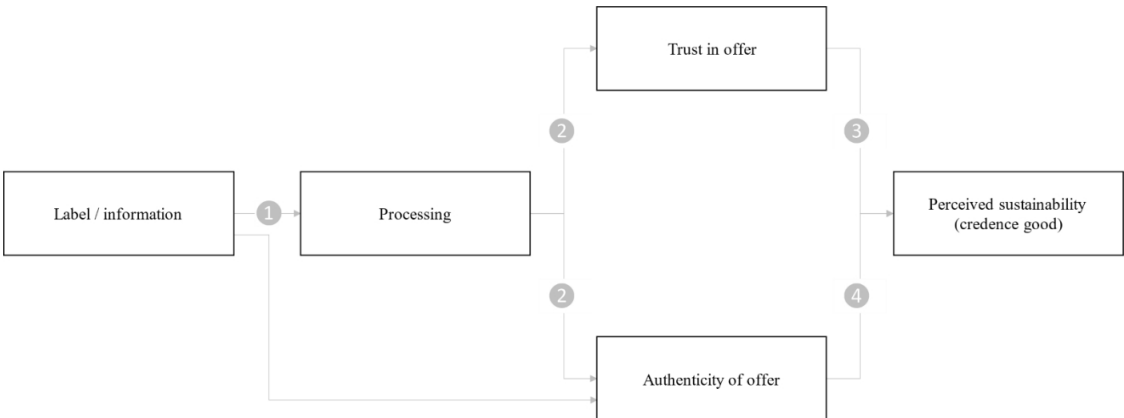 Trust in offer
2
3
Label / information
1
Processing
Perceived sustainability
(credence good)
2
4
Authenticity of offer